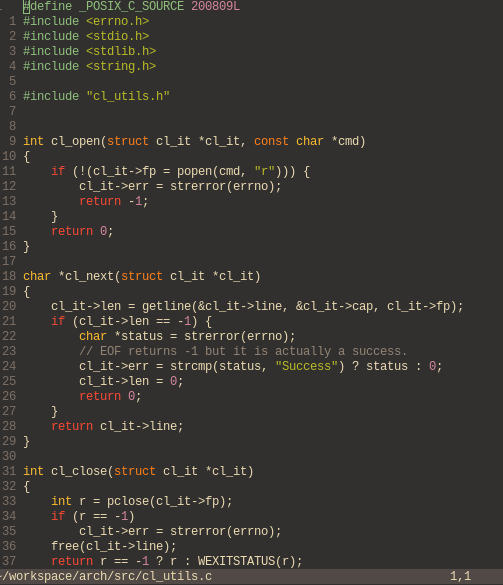 #define _POSIX_C_SOURCE 200809L
1 #include <errno.h>
2 #include <stdio.h>
3 #include <stdlib.h>
4 #include <string.h>
5
6 #include "cl_utils.h"
7
8
9 int cl_open(struct cl_it *cl_it, const char *cmd)
10 {
11     if (!(cl_it->fp = popen(cmd, "r"))) {
12         cl_it->err = strerror(errno);
13         return -1;
14     }
15     return 0;
16 }
17
18 char *cl_next(struct cl_it *cl_it)
19 {
20     cl_it->len = getline(&cl_it->line, &cl_it->cap, cl_it->fp);
21     if (cl_it->len == -1) {
22         char *status = strerror(errno);
23         // EOF returns -1 but it is actually a success.
24         cl_it->err = strcmp(status, "Success") ? status : 0;
25         cl_it->len = 0;
26         return 0;
27     }
28     return cl_it->line;
29 }
30
31 int cl_close(struct cl_it *cl_it)
32 {
33     int r = pclose(cl_it->fp);
34     if (r == -1)
35         cl_it->err = strerror(errno);
36     free(cl_it->line);
37     return r == -1 ? r : WEXITSTATUS(r);
~/workspace/arch/src/cl_utils.c 1,1